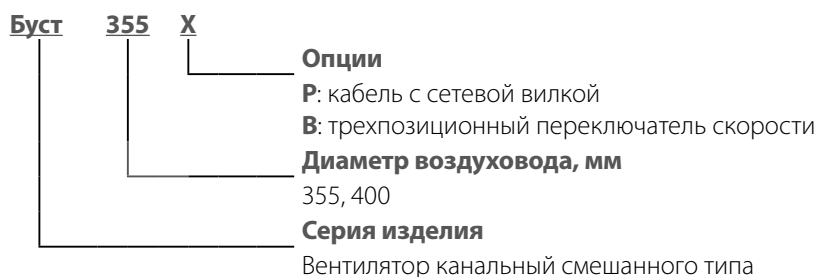 Буст 355 X
Опции
Р: кабель с сетевой вилкой
В: трехпозиционный переключатель скорости
Диаметр воздуховода, мм
355, 400
Серия изделия
Вентилятор канальный смешанного типа